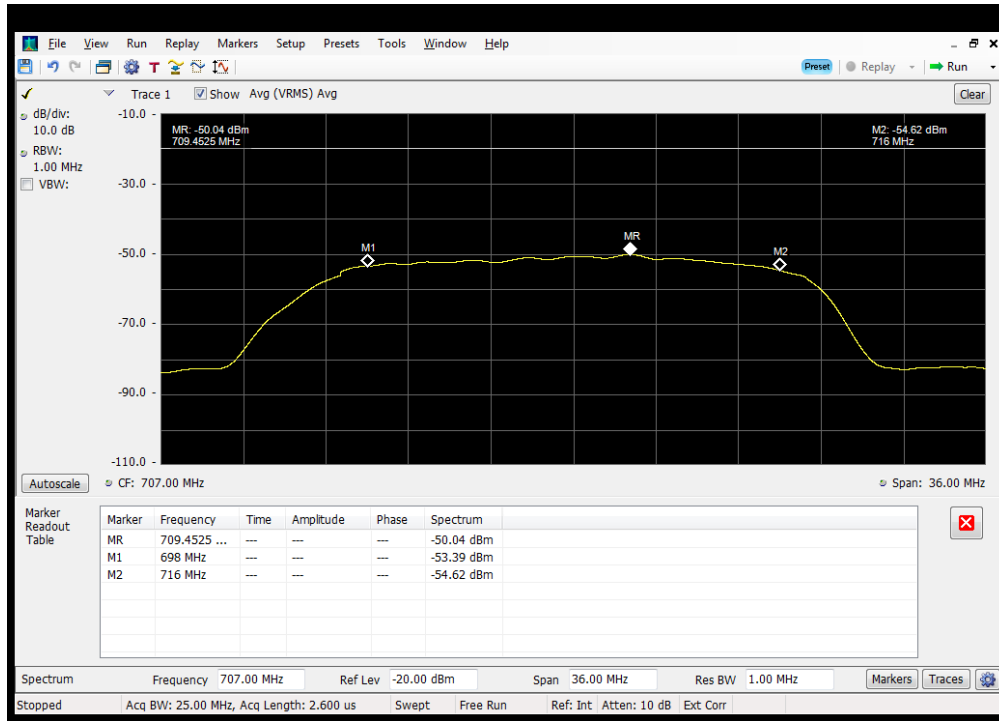 File View Run Replay Markers Setup Presets Tools Window Help
T Preset Replay Run
Trace 1 Show Avg (VRMS) Avg Clear
dB/div:
10.0 dB
RBW:
1.00 MHz
VBW:
-10.0
MR: -50.04 dBm
709.4525 MHz
M2: -54.62 dBm
716 MHz
-30.0
-50.0
M1
MR
M2
-70.0
-90.0
-110.0
Autoscale CF: 707.00 MHz Span: 36.00 MHz
Marker
Readout
Table
Marker Frequency Time Amplitude Phase Spectrum
MR 709.4525 ... --- --- --- -50.04 dBm
M1 698 MHz --- --- --- -53.39 dBm
M2 716 MHz --- --- --- -54.62 dBm
Spectrum Frequency 707.00 MHz Ref Lev -20.00 dBm Span 36.00 MHz Res BW 1.00 MHz Markers Traces
Stopped Acq BW: 25.00 MHz, Acq Length: 2.600 us Swept Free Run Ref: Int Atten: 10 dB Ext Corr